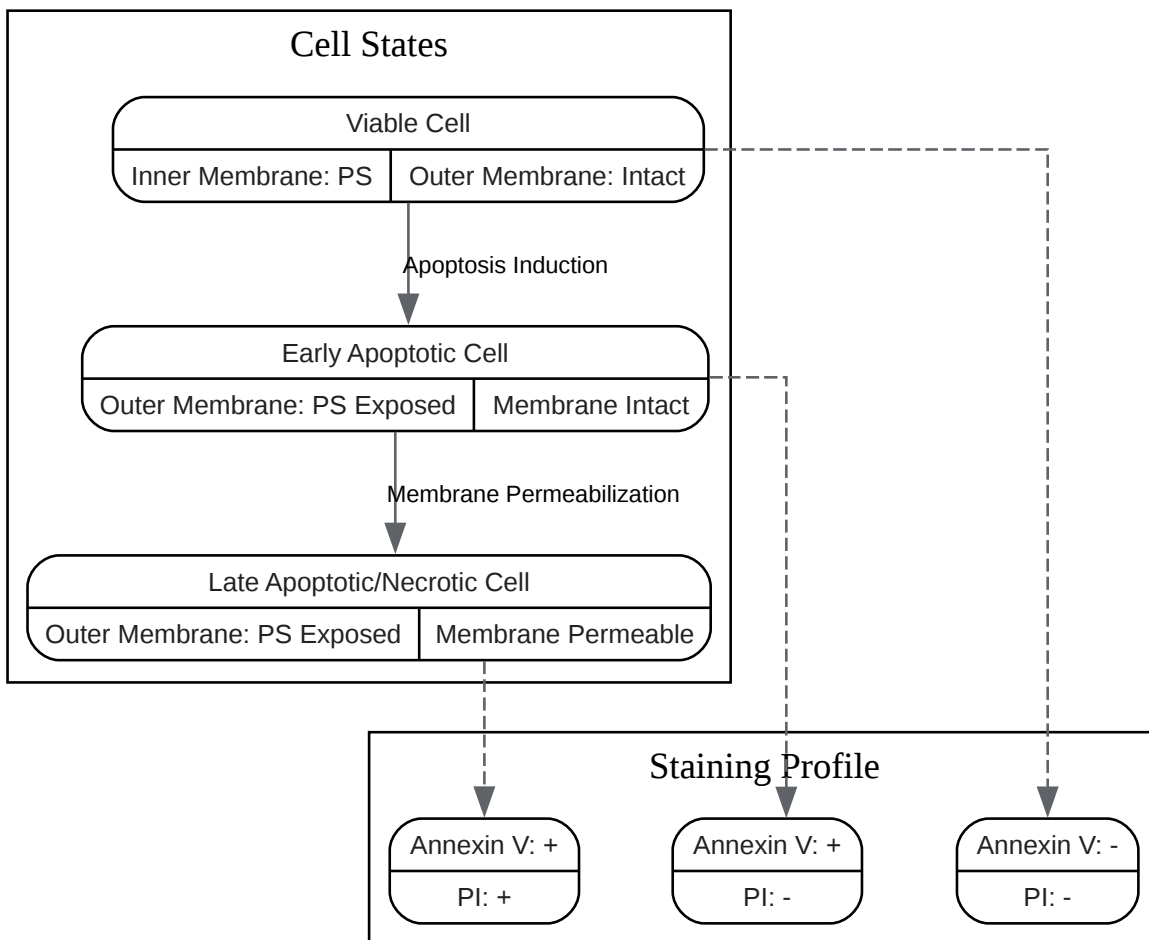 Cell States
Viable Cell
Inner Membrane: PS
Outer Membrane: Intact
Apoptosis Induction
Early Apoptotic Cell
Outer Membrane: PS Exposed
Membrane Intact
Membrane Permeabilization
Late Apoptotic/Necrotic Cell
Outer Membrane: PS Exposed
Membrane Permeable
Staining Profile
Annexin V: +
PI: +
Annexin V: +
PI: -
Annexin V: -
PI: -